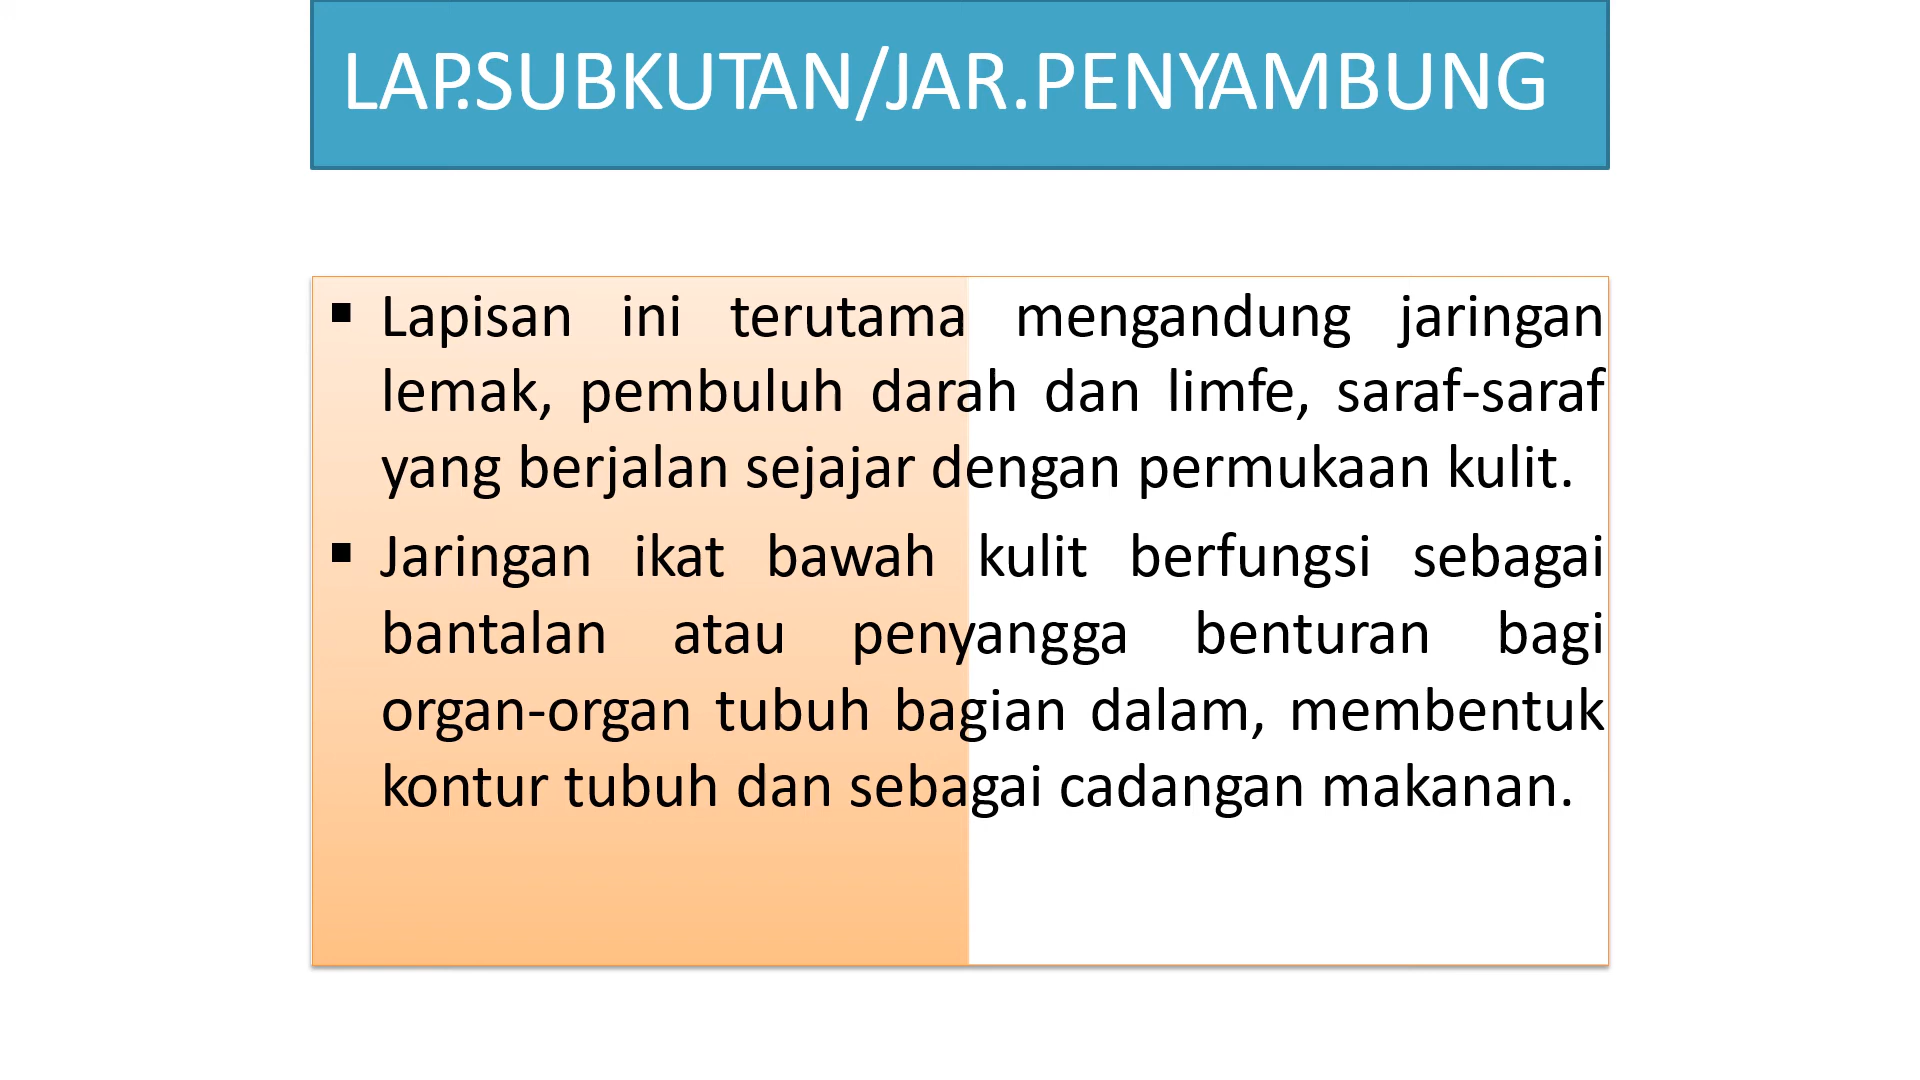 LAP.SUBKUTAN/JAR.PENYAMBUNG
▪ Lapisan ini terutama mengandung jaringan
lemak, pembuluh darah dan limfe, saraf-saraf
yang berjalan sejajar dengan permukaan kulit.
▪ Jaringan ikat bawah kulit berfungsi sebagai
bantalan atau penyangga benturan bagi
organ-organ tubuh bagian dalam, membentuk
kontur tubuh dan sebagai cadangan makanan.